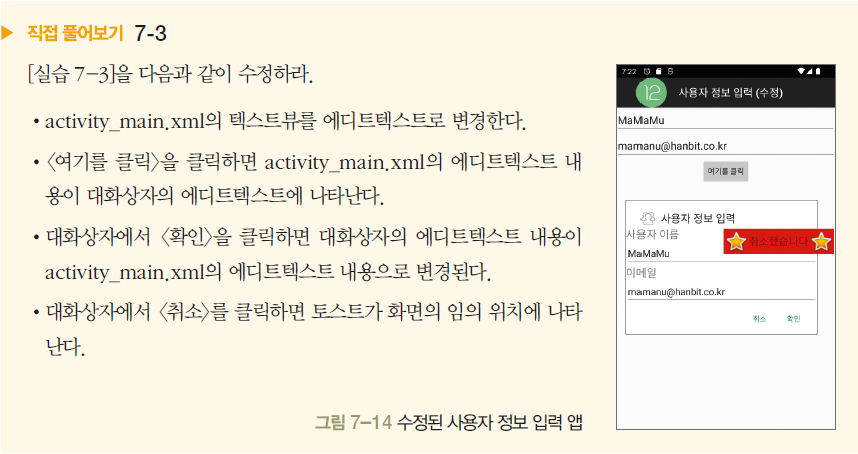 ▶ 직접 풀어보기 7-3
[실습 7-3]을 다음과 같이 수정하라.
• activity_main.xml의 텍스트뷰를 에디트텍스트로 변경한다.
• 〈여기를 클릭〉을 클릭하면 activity_main.xml의 에디트텍스트 내
용이 대화상자의 에디트텍스트에 나타난다.
• 대화상자에서 〈확인〉을 클릭하면 대화상자의 에디트텍스트 내용이
activity_main.xml의 에디트텍스트 내용으로 변경된다.
• 대화상자에서 〈취소〉를 클릭하면 토스트가 화면의 임의 위치에 나타
난다.
그림 7-14 수정된 사용자 정보 입력 앱
7:22
12 사용자 정보 입력 (수정)
MaMaMu
mamanu@hanbit.co.kr
여기를 클릭
사용자 정보 입력
사용자 이름
취소했습니다
MaMaMu
이메일
mamanu@hanbit.co.kr
취소 확인